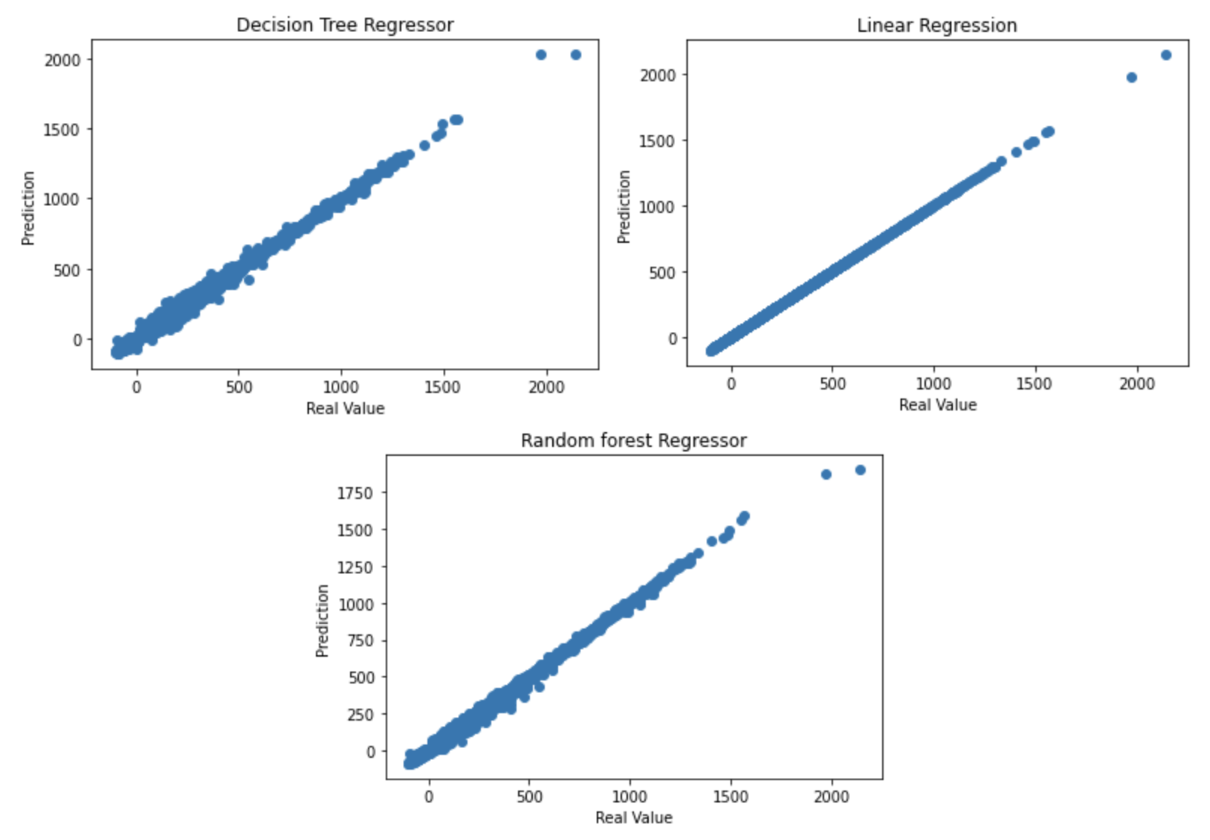 Decision Tree Regressor
2000
1500
1000
500
0
Prediction
0 500 1000 1500 2000
Real Value
Linear Regression
2000
1500
1000
500
0
Prediction
0 500 1000 1500 2000
Real Value
Random forest Regressor
1750
1500
1250
1000
750
500
250
0
Prediction
0 500 1000 1500 2000
Real Value